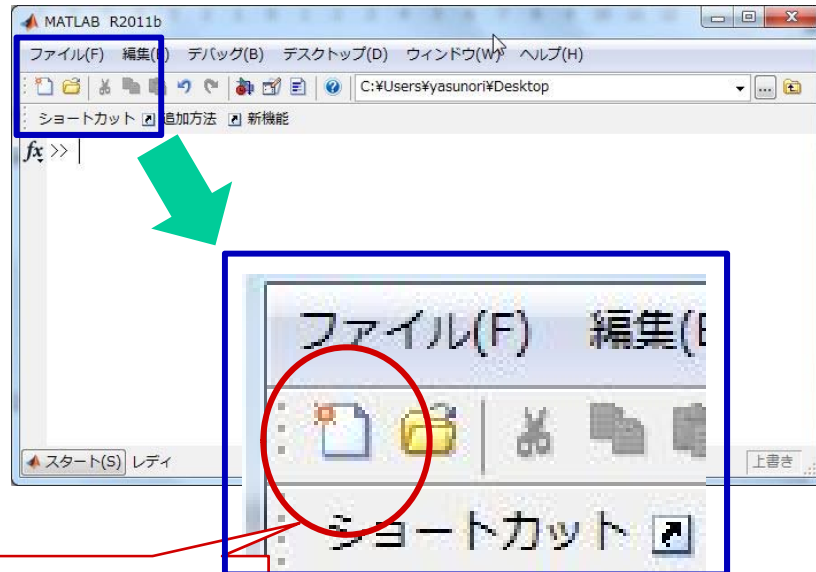 MATLAB R2011b
ファイル(F) 編集(E) デバッグ(B) デスクトップ(D) ウィンドウ(W) ヘルプ(H)
C:¥Users¥yasunori¥Desktop
ショートカット 追加方法 新機能
fx >>
ファイル(F) 編集(E
ショートカット
スタート(S) レディ
上書き